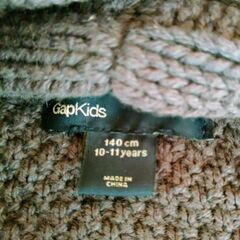 GapKids
140 cm
10-11 years
MADE IN
CHINA